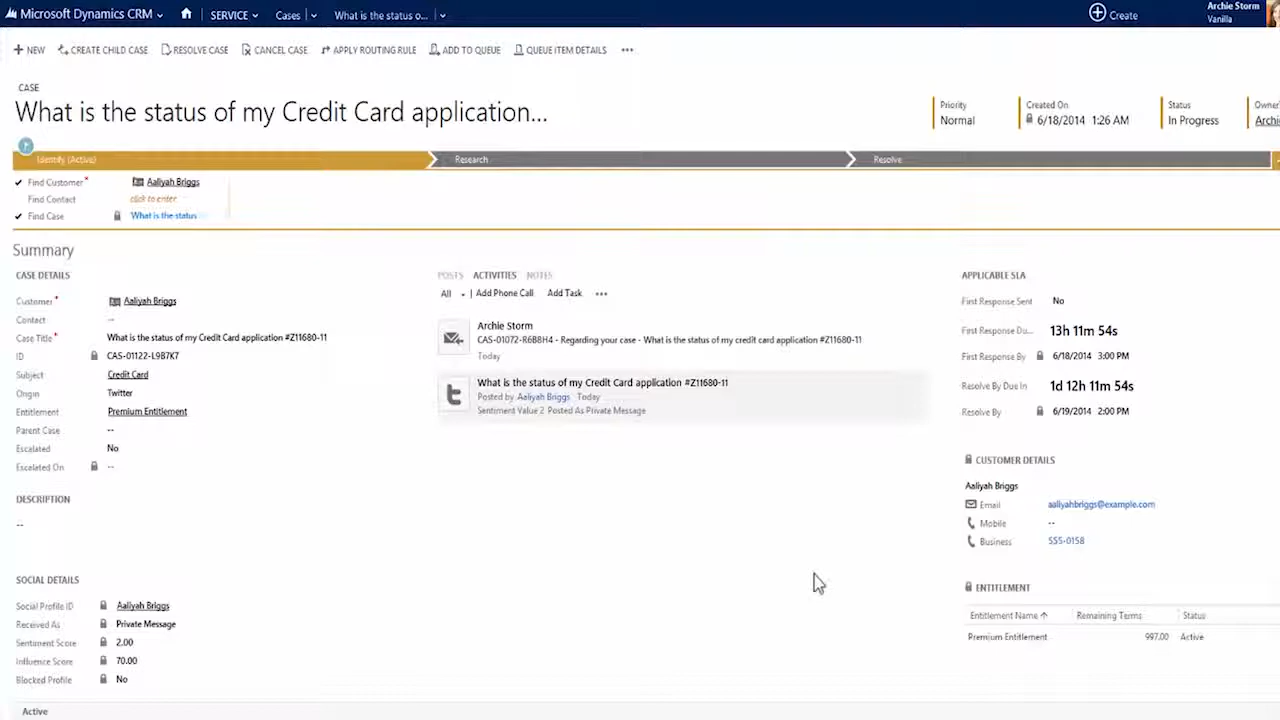 Microsoft Dynamics CRM SERVICE Cases What is the status o... Create Archie Storm
Vanilla
NEW CREATE CHILD CASE RESOLVE CASE CANCEL CASE APPLY ROUTING RULE ADD TO QUEUE QUEUE ITEM DETAILS •••
CASE
What is the status of my Credit Card application...
Priority
Normal
Created On
6/18/2014 1:26 AM
Status
In Progress
Owner
Archi
Identify (Active) Research Resolve
Find Customer* Aaliyah Briggs
Find Contact click to enter
Find Case What is the status
Summary
CASE DETAILS
Customer* Aaliyah Briggs
Contact --
Case Title* What is the status of my Credit Card application #Z11680-11
ID CAS-01122-L9B7K7
Subject Credit Card
Origin Twitter
Entitlement Premium Entitlement
Parent Case --
Escalated No
Escalated On --
DESCRIPTION
--
SOCIAL DETAILS
Social Profile ID Aaliyah Briggs
Received As Private Message
Sentiment Score 2.00
Influence Score 70.00
Blocked Profile No
POSTS ACTIVITIES NOTES
All | Add Phone Call Add Task •••
Archie Storm
CAS-01072-R6B8H4 - Regarding your case - What is the status of my credit card application #Z11680-11
Today
What is the status of my Credit Card application #Z11680-11
Posted by Aaliyah Briggs Today
Sentiment Value 2 Posted As Private Message
APPLICABLE SLA
First Response Sent No
First Response Du... 13h 11m 54s
First Response By 6/18/2014 3:00 PM
Resolve By Due In 1d 12h 11m 54s
Resolve By 6/19/2014 2:00 PM
CUSTOMER DETAILS
Aaliyah Briggs
Email aaliyahbriggs@example.com
Mobile --
Business 555-0158
ENTITLEMENT
Entitlement Name Remaining Terms Status
Premium Entitlement 997.00 Active
Active